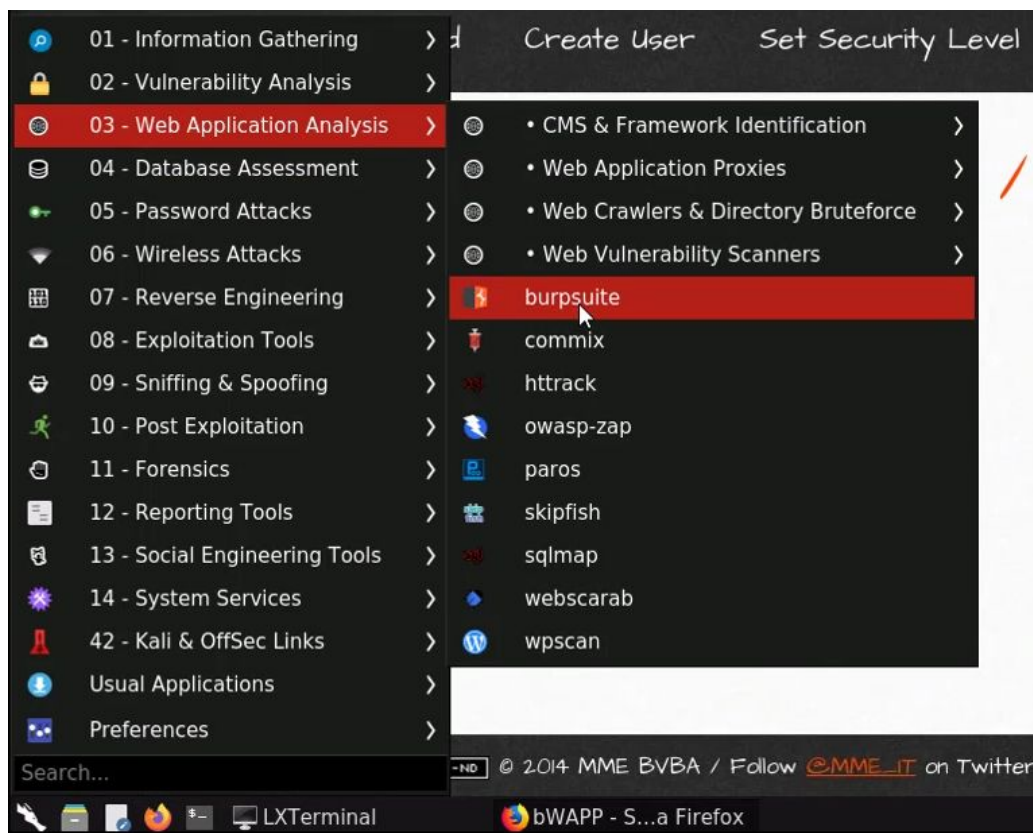 01 - Information Gathering
02 - Vulnerability Analysis
03 - Web Application Analysis
04 - Database Assessment
05 - Password Attacks
06 - Wireless Attacks
07 - Reverse Engineering
08 - Exploitation Tools
09 - Sniffing & Spoofing
10 - Post Exploitation
11 - Forensics
12 - Reporting Tools
13 - Social Engineering Tools
14 - System Services
42 - Kali & OffSec Links
Usual Applications
Preferences
Search...
d Create User Set Security Level
• CMS & Framework Identification
• Web Application Proxies
• Web Crawlers & Directory Bruteforce
• Web Vulnerability Scanners
burpsuite
commix
httrack
owasp-zap
paros
skipfish
sqlmap
webscarab
wpscan
-ND © 2014 MME BVBA / Follow @MME_IT on Twitter
LXTerminal bWAPP - S...a Firefox